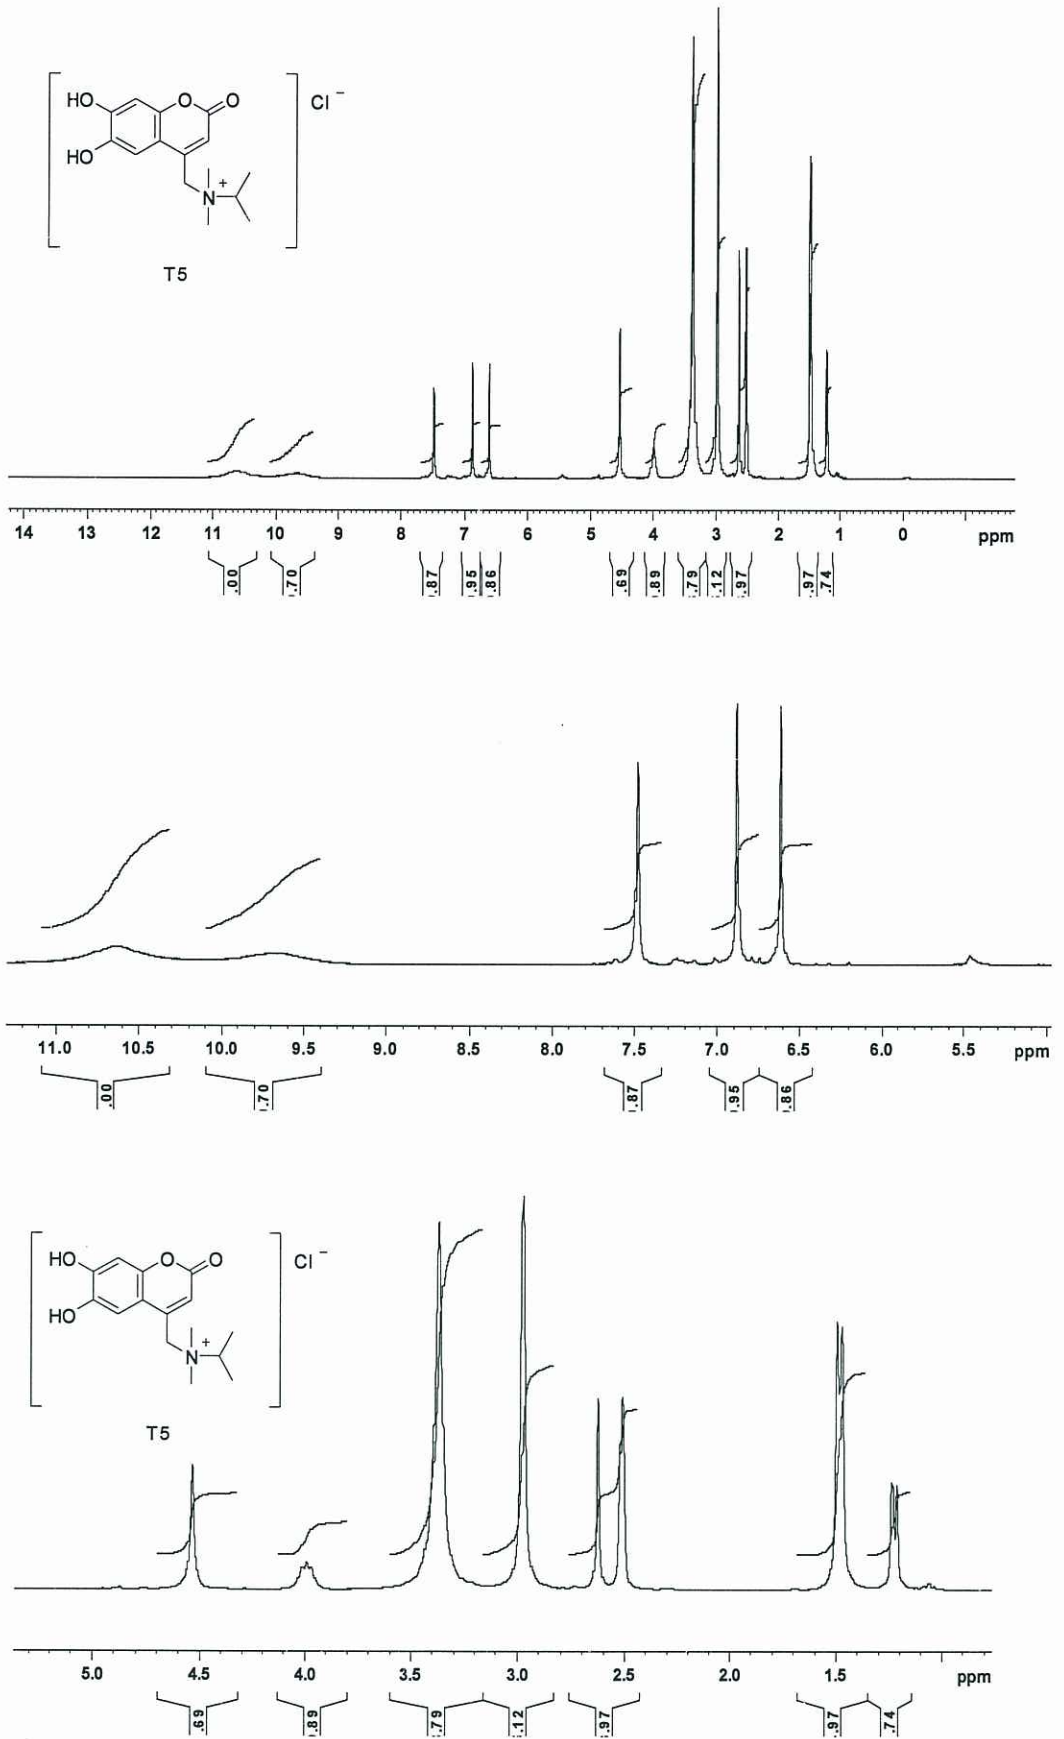 HO
O
O
HO
N
+
Cl −
T5
14 13 12 11 10 9 8 7 6 5 4 3 2 1 0 ppm
.00 .70 .87 .95 .86 .69 .89 .79 .12 .97 .97 .74
11.0 10.5 10.0 9.5 9.0 8.5 8.0 7.5 7.0 6.5 6.0 5.5 ppm
.00 .70 .87 .95 .86
HO
O
O
HO
N
+
Cl −
T5
5.0 4.5 4.0 3.5 3.0 2.5 2.0 1.5 ppm
.69 .89 .79 .12 .97 .97 .74